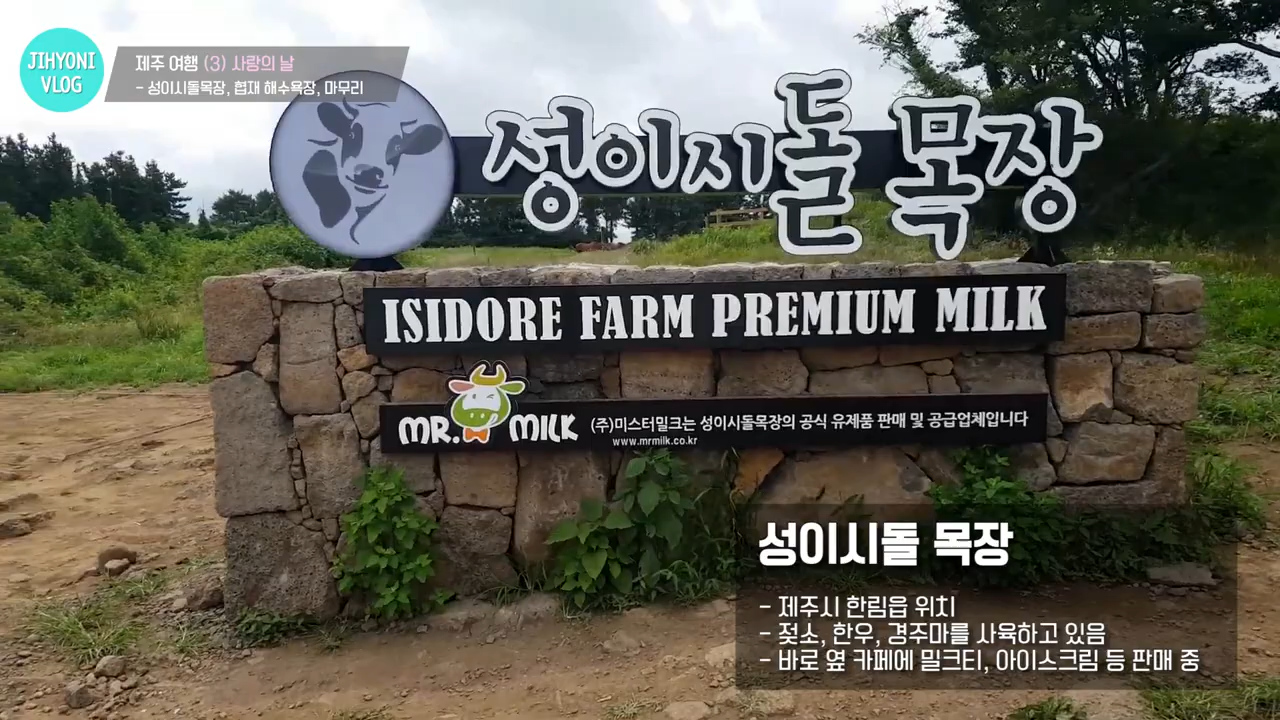 JIHYONI
VLOG
제주 여행 (3) 사랑의 날
- 성이시돌목장, 협재 해수욕장, 마무리
성이시돌 목장
ISIDORE FARM PREMIUM MILK
MR. MILK (주)미스터밀크는 성이시돌목장의 공식 유제품 판매 및 공급업체입니다
www.mrmilk.co.kr
성이시돌 목장
- 제주시 한림읍 위치
- 젖소, 한우, 경주마를 사육하고 있음
- 바로 옆 카페에 밀크티, 아이스크림 등 판매 중